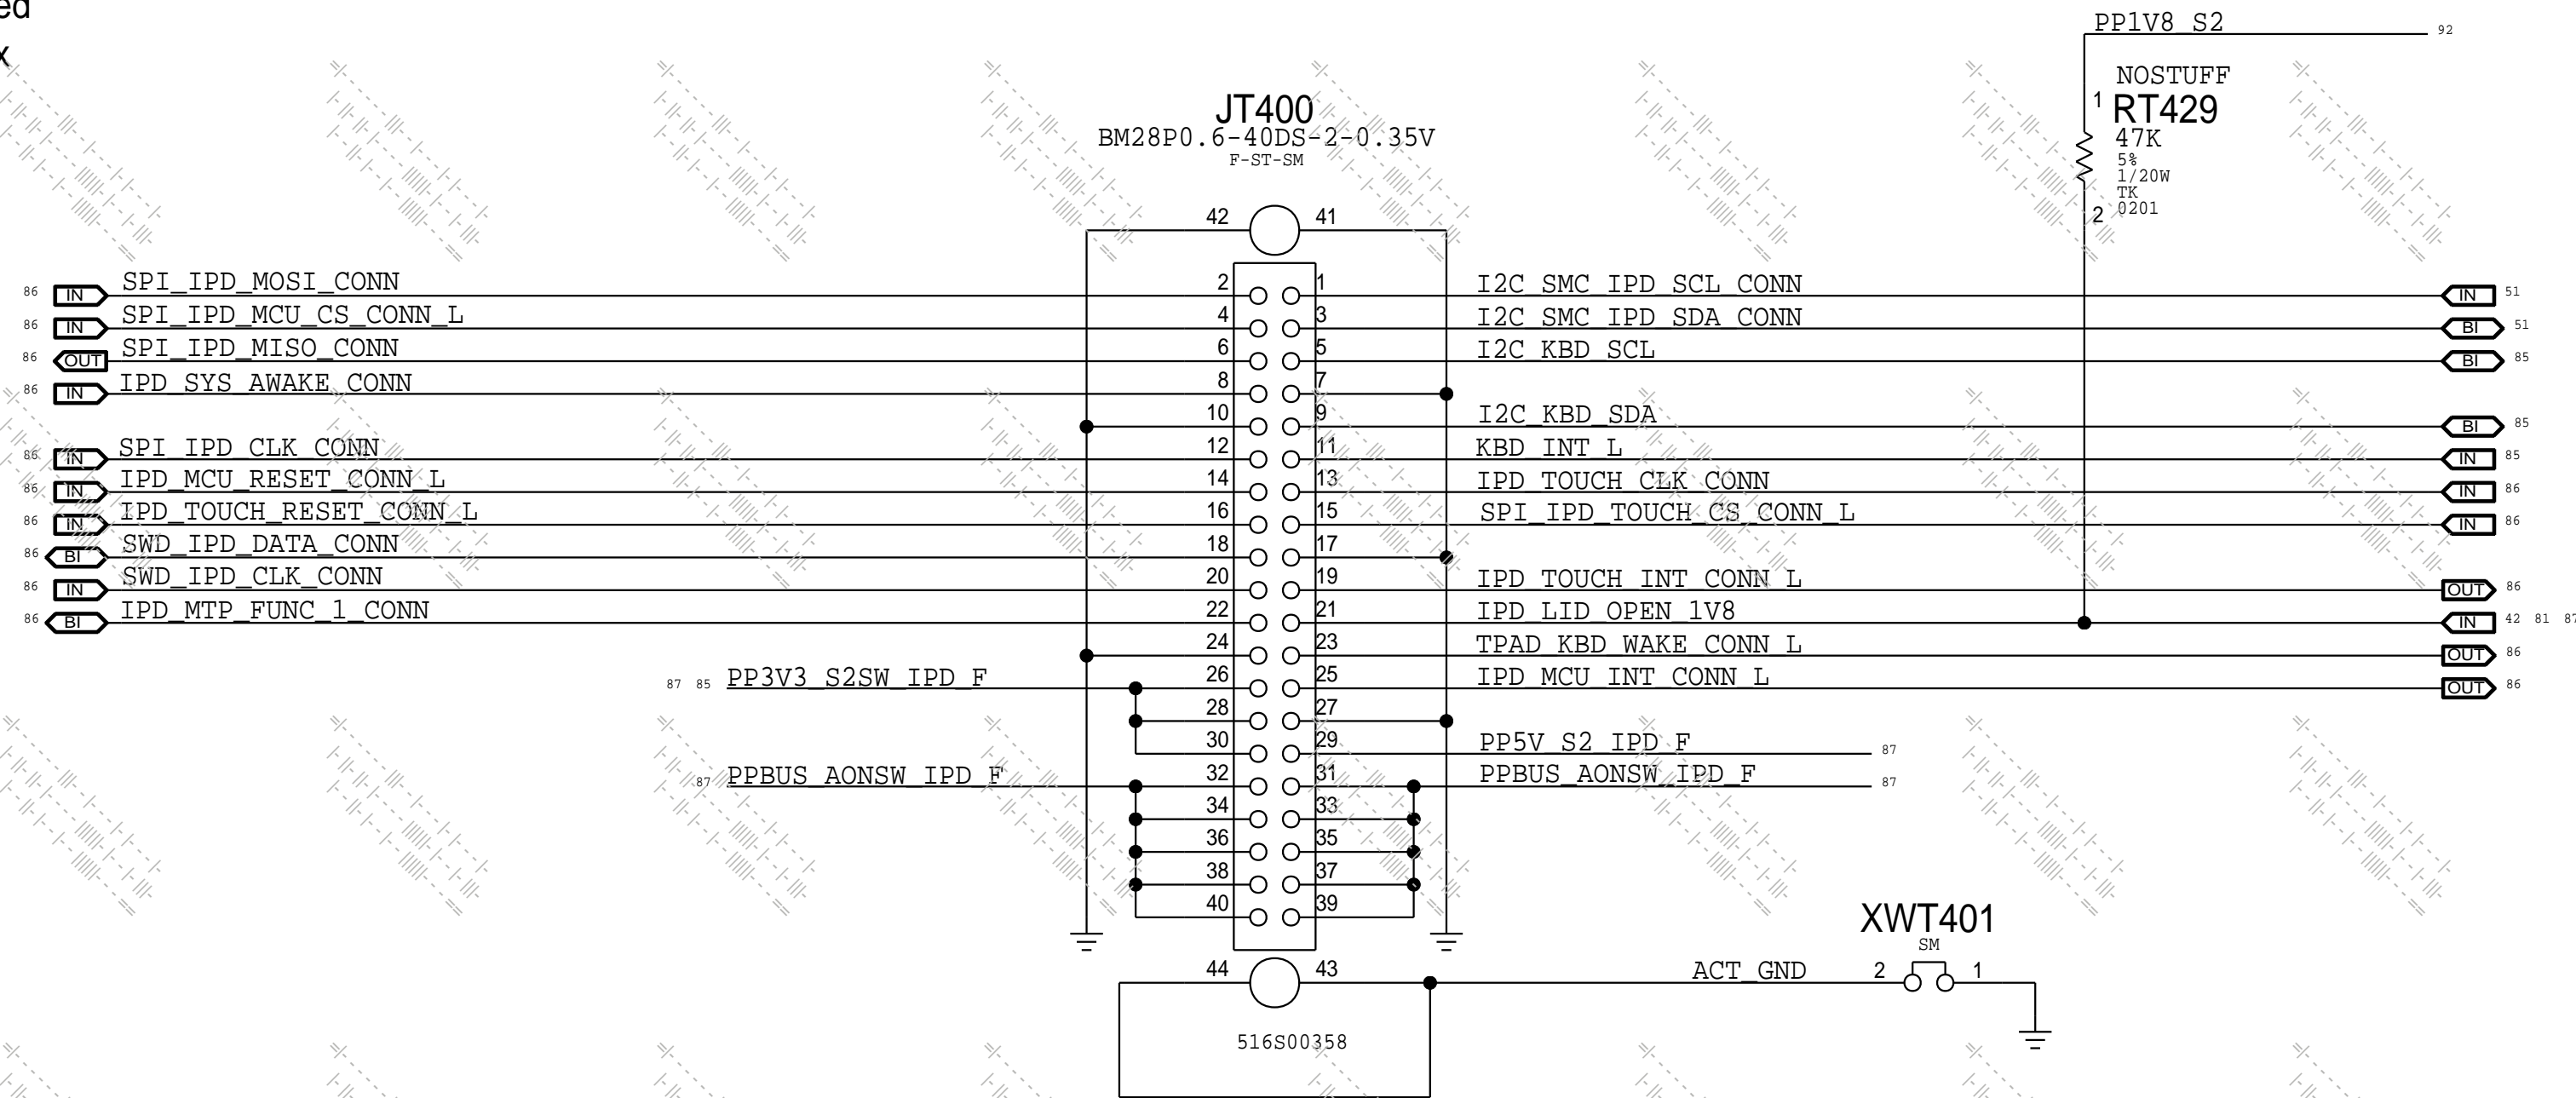 ed
x
PP1V8_S2 92
NOSTUFF
1 RT429
47K
5%
1/20W
TK
0201
2
JT400
BM28P0.6-40DS-2-0.35V
F-ST-SM
42 41
86 IN SPI_IPD_MOSI_CONN 2 1 I2C_SMC_IPD_SCL_CONN IN 51
86 IN SPI_IPD_MCU_CS_CONN_L 4 3 I2C_SMC_IPD_SDA_CONN BI 51
86 OUT SPI_IPD_MISO_CONN 6 5 I2C_KBD_SCL BI 85
86 IN IPD_SYS_AWAKE_CONN 8 7
10 9 I2C_KBD_SDA BI 85
86 IN SPI_IPD_CLK_CONN 12 11 KBD_INT_L IN 85
86 IN IPD_MCU_RESET_CONN_L 14 13 IPD_TOUCH_CLK_CONN IN 86
86 IN IPD_TOUCH_RESET_CONN_L 16 15 SPI_IPD_TOUCH_CS_CONN_L IN 86
86 BI SWD_IPD_DATA_CONN 18 17
86 IN SWD_IPD_CLK_CONN 20 19 IPD_TOUCH_INT_CONN_L OUT 86
86 BI IPD_MTP_FUNC_1_CONN 22 21 IPD_LID_OPEN_1V8 IN 42 81 87
24 23 TPAD_KBD_WAKE_CONN_L OUT 86
87 85 PP3V3_S2SW_IPD_F 26 25 IPD_MCU_INT_CONN_L OUT 86
28 27
30 29 PP5V_S2_IPD_F 87
87 PPBUS_AONSW_IPD_F 32 31 PPBUS_AONSW_IPD_F 87
34 33
36 35
38 37
40 39
XWT401
SM
44 43 ACT_GND 2 1
516S00358